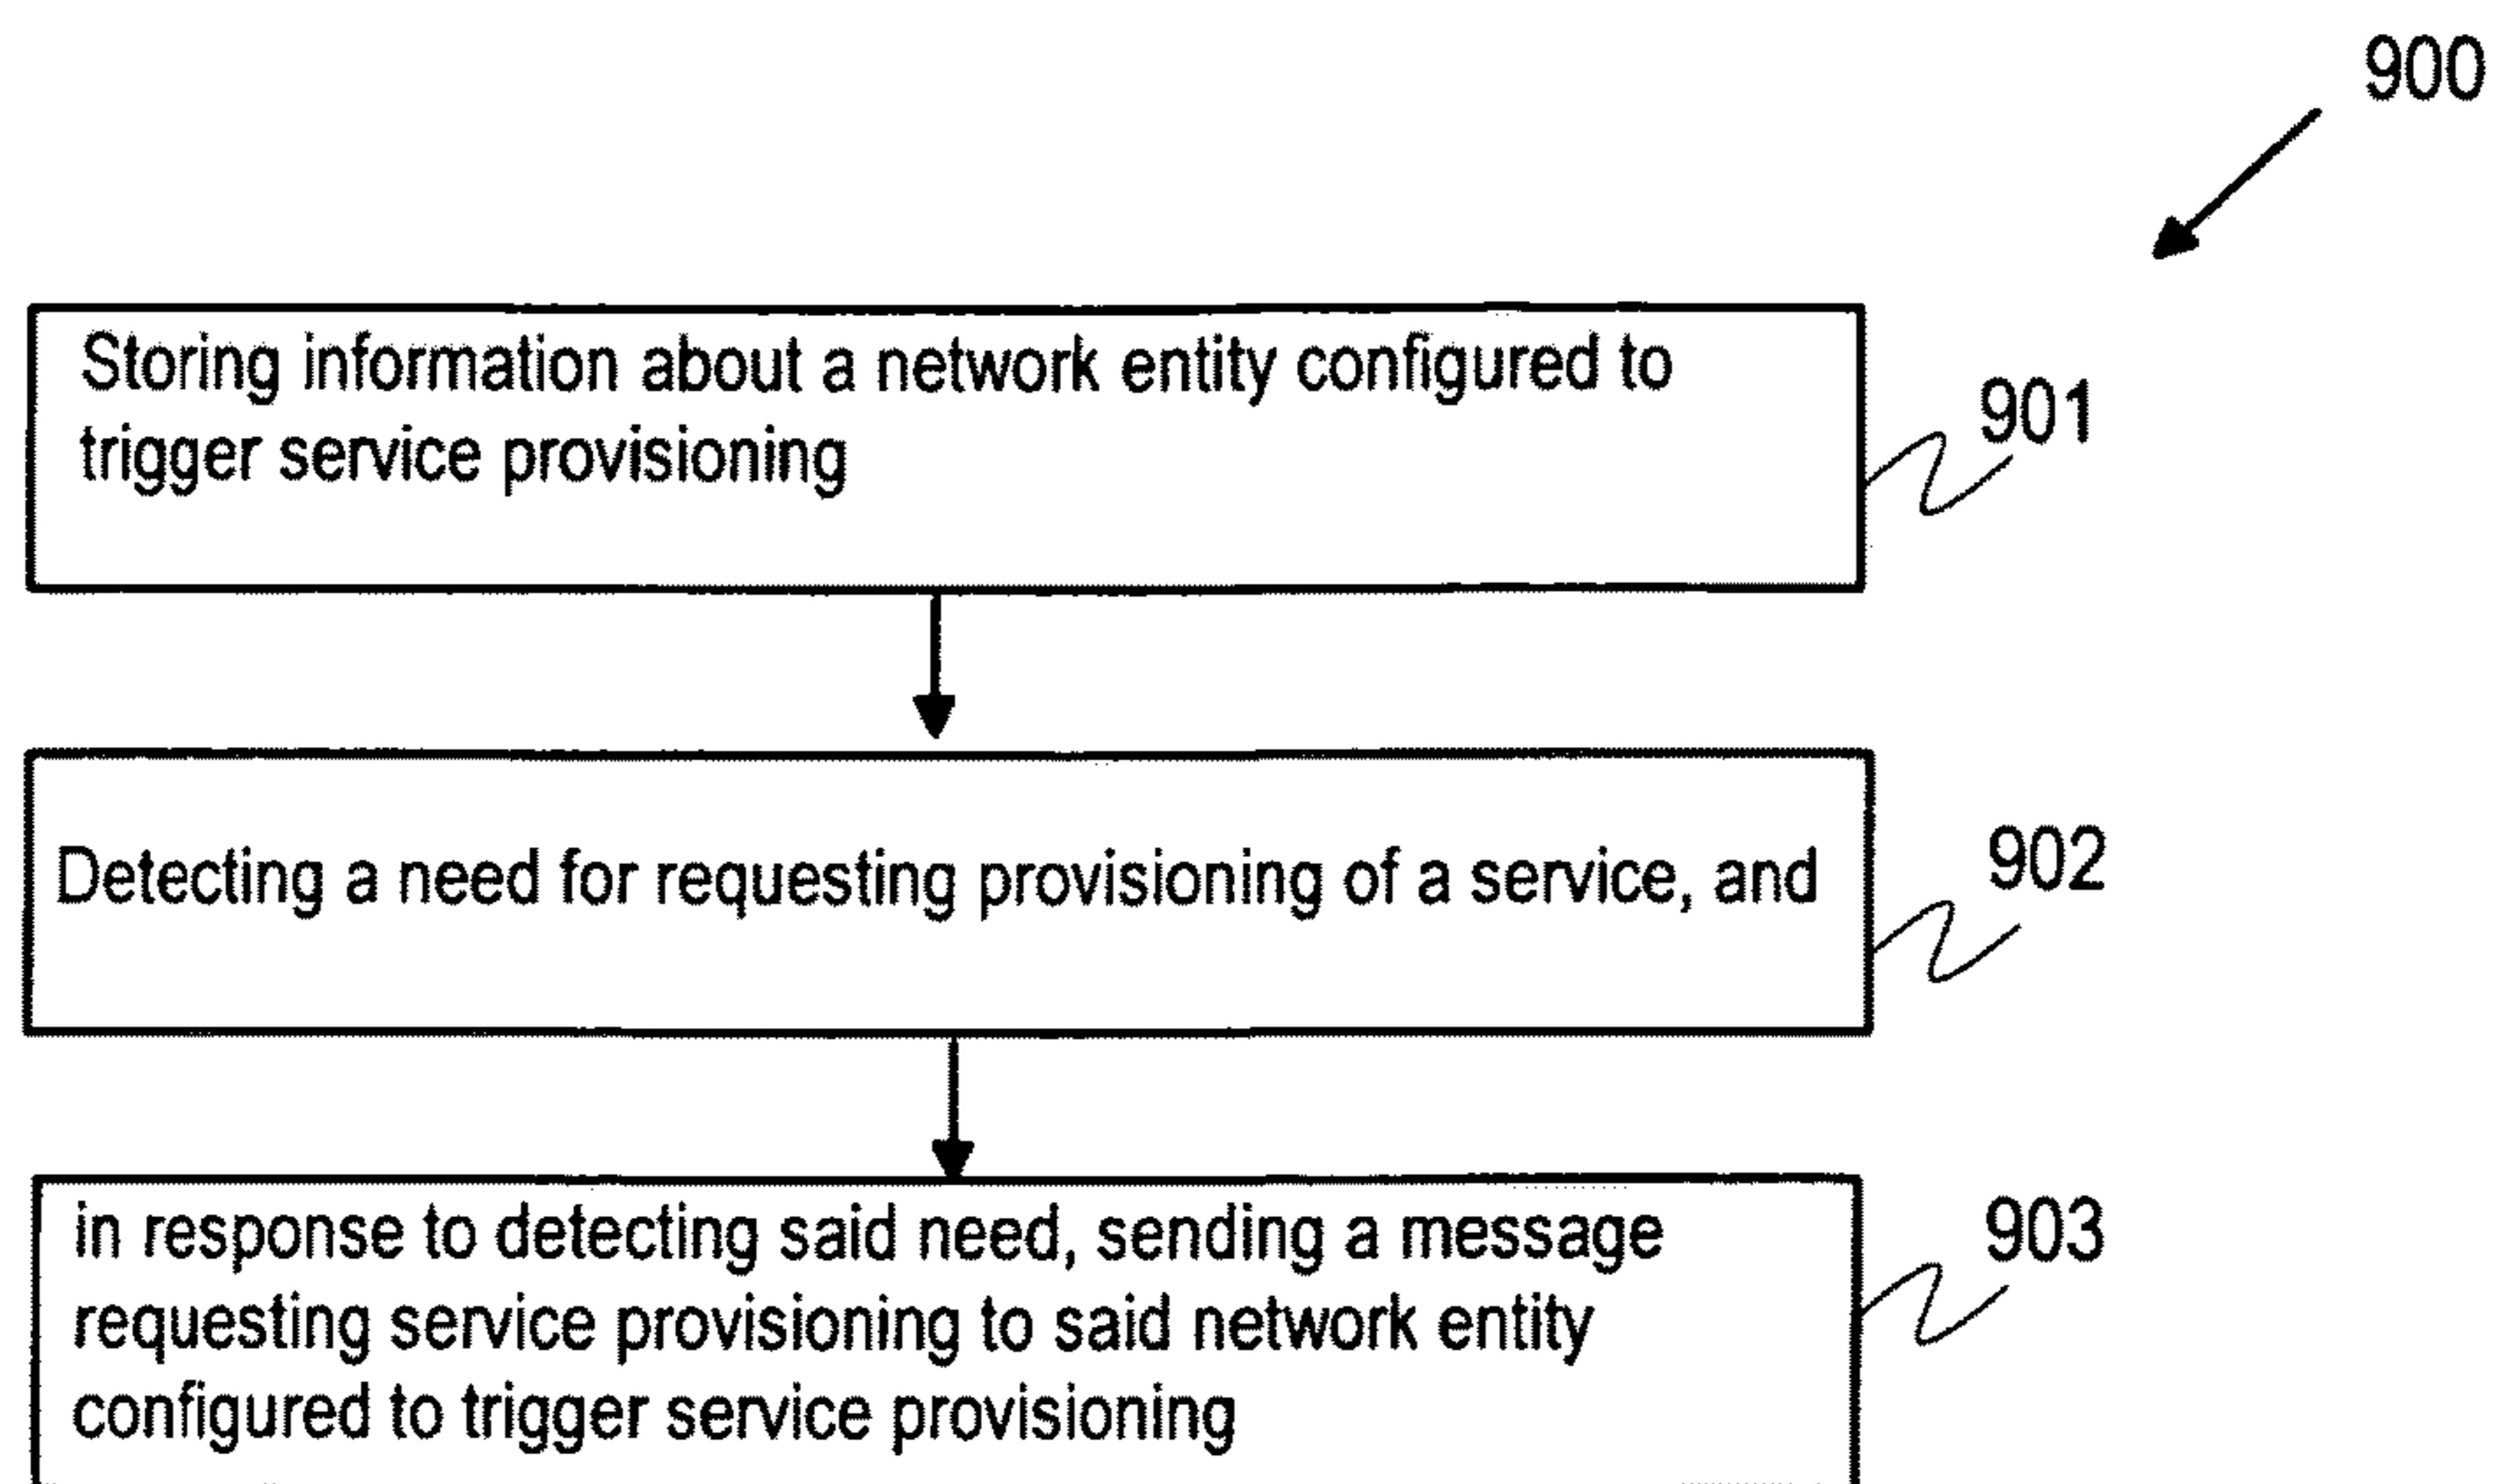 900
Storing information about a network entity configured to
trigger service provisioning
901
Detecting a need for requesting provisioning of a service, and
902
in response to detecting said need, sending a message
requesting service provisioning to said network entity
configured to trigger service provisioning
903